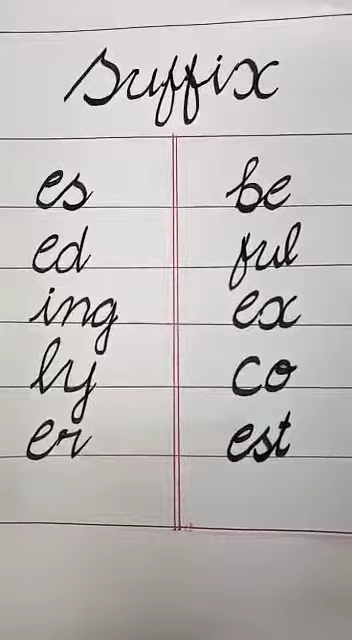 Suffix
es be
ed ful
ing ex
ly co
er est